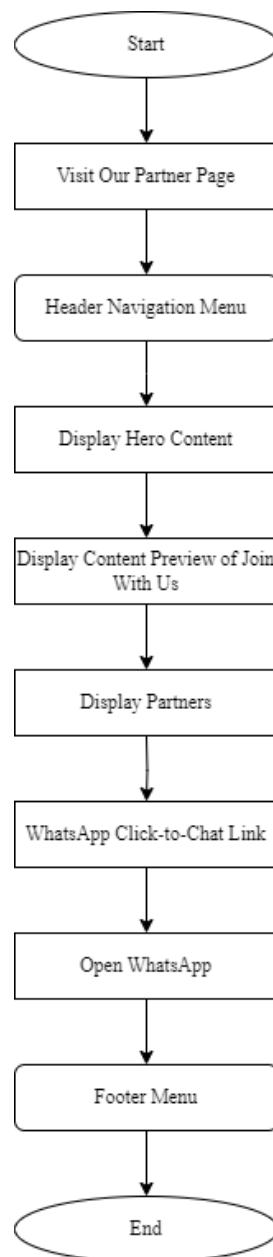 Start
Visit Our Partner Page
Header Navigation Menu
Display Hero Content
Display Content Preview of Join
With Us
Display Partners
WhatsApp Click-to-Chat Link
Open WhatsApp
Footer Menu
End